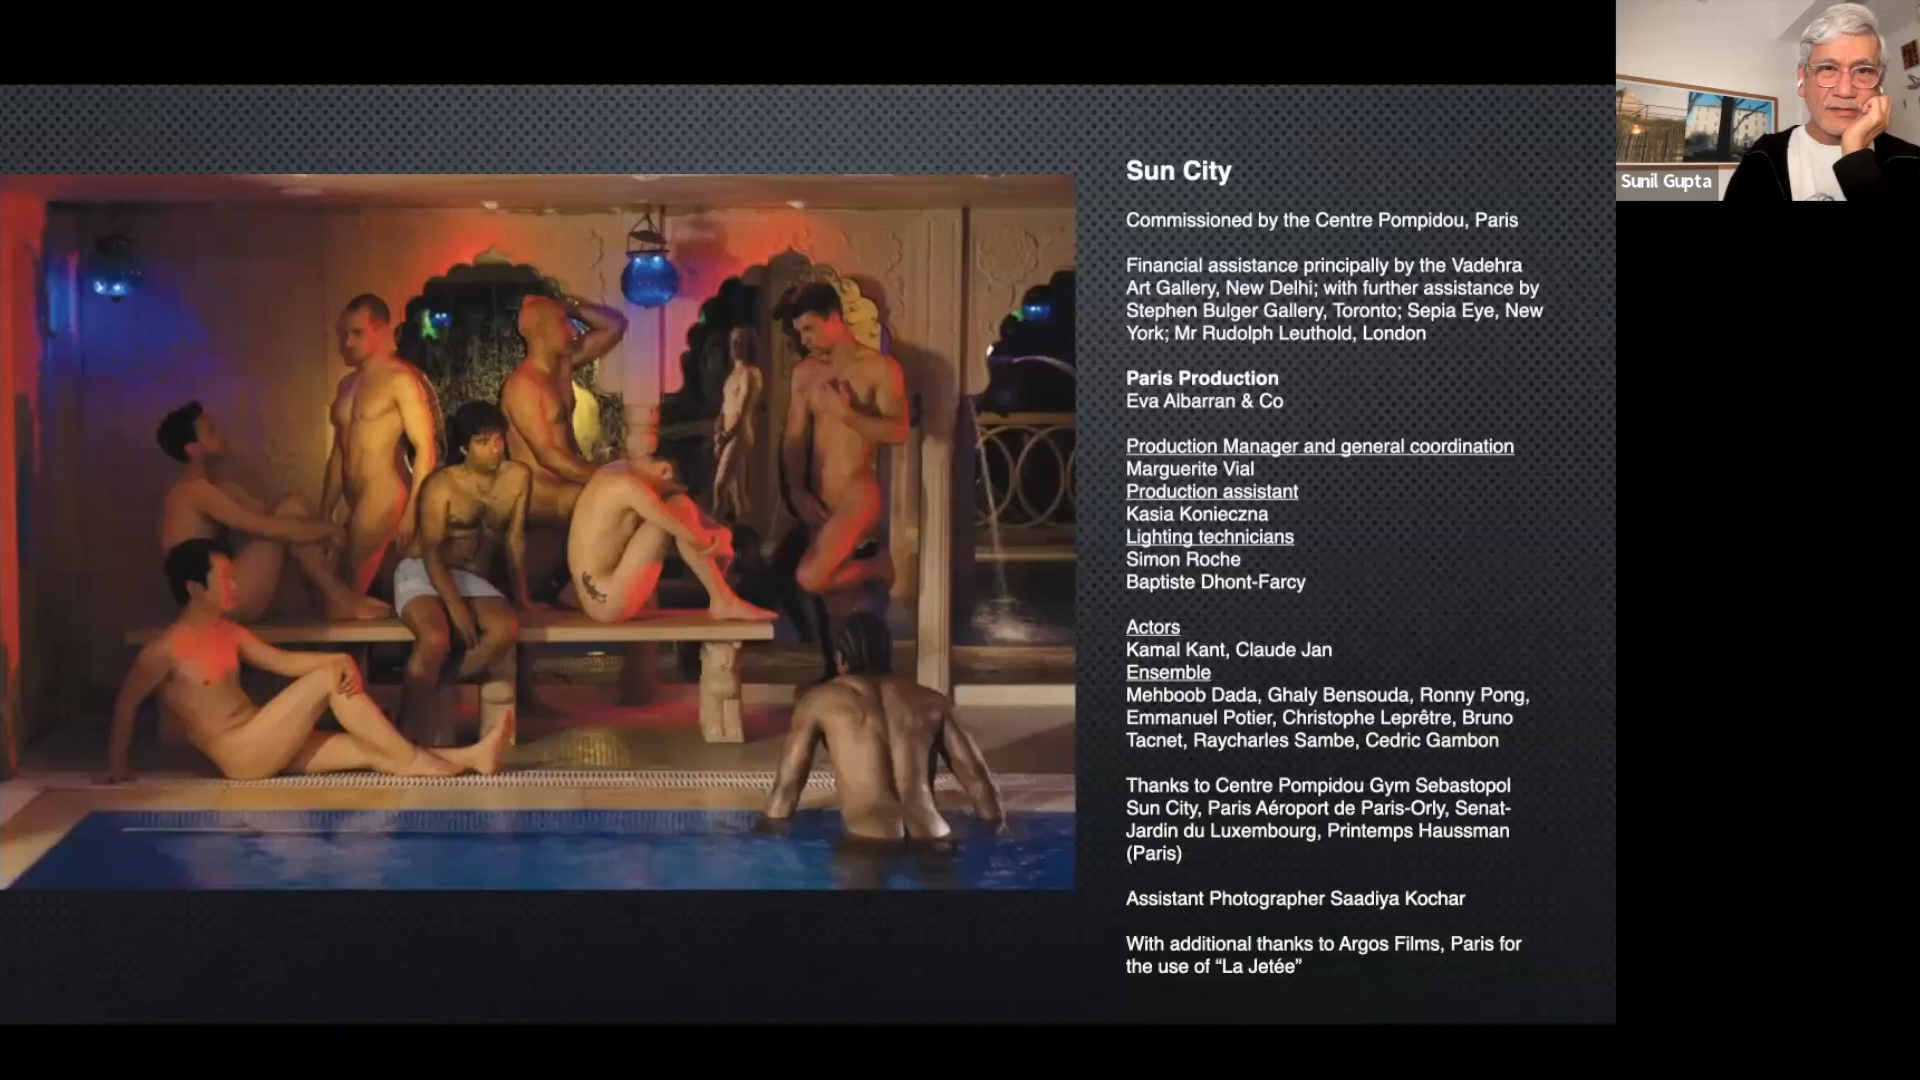 Sun City
Commissioned by the Centre Pompidou, Paris
Financial assistance principally by the Vadehra
Art Gallery, New Delhi; with further assistance by
Stephen Bulger Gallery, Toronto; Sepia Eye, New
York; Mr Rudolph Leuthold, London
Paris Production
Eva Albarran & Co
Production Manager and general coordination
Marguerite Vial
Production assistant
Kasia Konieczna
Lighting technicians
Simon Roche
Baptiste Dhont-Farcy
Actors
Kamal Kant, Claude Jan
Ensemble
Mehboob Dada, Ghaly Bensouda, Ronny Pong,
Emmanuel Potier, Christophe Leprêtre, Bruno
Tacnet, Raycharles Sambe, Cedric Gambon
Thanks to Centre Pompidou Gym Sebastopol
Sun City, Paris Aéroport de Paris-Orly, Senat-
Jardin du Luxembourg, Printemps Haussman
(Paris)
Assistant Photographer Saadiya Kochar
With additional thanks to Argos Films, Paris for
the use of “La Jetée”
Sunil Gupta